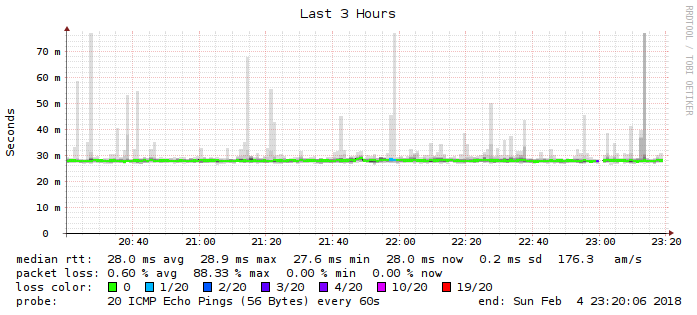 Last 3 Hours
RRDTOOL / TOBI OETIKER
Seconds
70 m
60 m
50 m
40 m
30 m
20 m
10 m
0
20:40 21:00 21:20 21:40 22:00 22:20 22:40 23:00 23:20
median rtt: 28.0 ms avg 28.9 ms max 27.6 ms min 28.0 ms now 0.2 ms sd 176.3 am/s
packet loss: 0.60 % avg 88.33 % max 0.00 % min 0.00 % now
loss color: 0 1/20 2/20 3/20 4/20 10/20 19/20
probe: 20 ICMP Echo Pings (56 Bytes) every 60s end: Sun Feb 4 23:20:06 2018